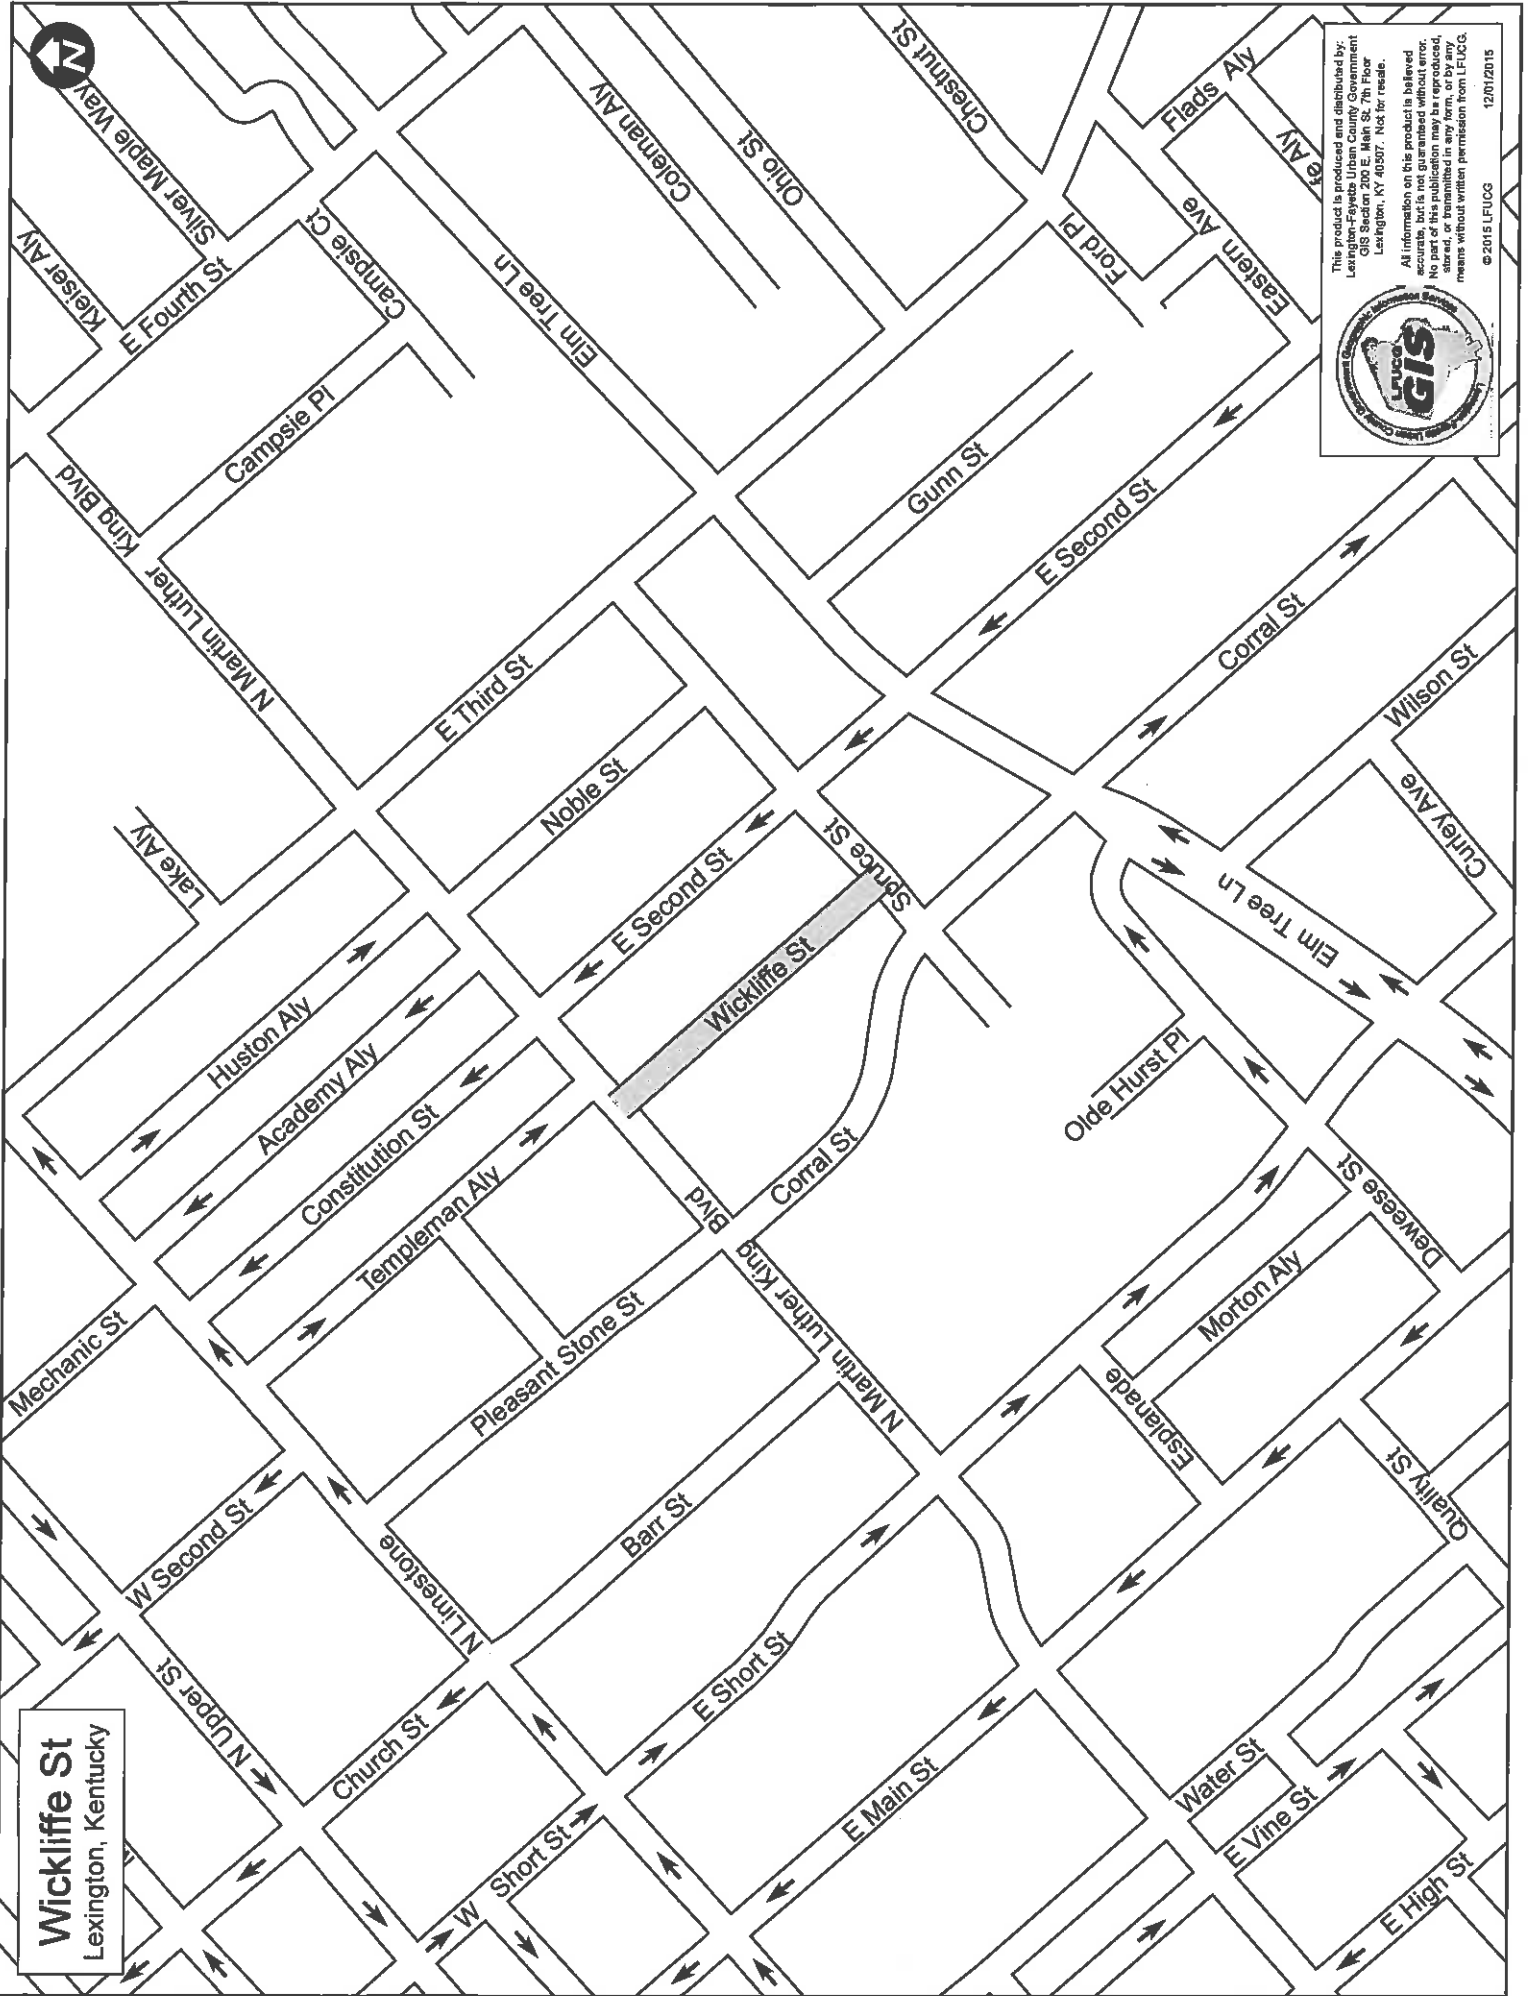 Wickliffe St
Lexington, Kentucky
N
Kleiser Aly
Silver Maple Way
E Fourth St
Campsie Ct
Campsie Pl
Coleman Aly
Ohio St
Chestnut St
Flads Aly
Ford Pl
Eastern Ave
Elm Tree Ln
N Martin Luther King Blvd
E Third St
Gunn St
E Second St
Corral St
Wilson St
Curley Ave
Noble St
Lake Aly
Spruce St
E Second St
Wickliffe St
Huston Aly
Academy Aly
Constitution St
Templeman Aly
Elm Tree Ln
Olde Hurst Pl
Corral St
N Martin Luther King Blvd
Pleasant Stone St
Mechanic St
Deweese St
Morton Aly
Esplanade
Quality St
Barr St
N Limestone
W Second St
N Upper St
Church St
E Short St
W Short St
E Main St
Water St
E Vine St
E High St
LFUCG
GIS
This product is produced and distributed by:
Lexington-Fayette Urban County Government
GIS Section 200 E. Main St. 7th Floor
Lexington, KY 40507. Not for resale.
All information on this product is believed
accurate, but is not guaranteed without error.
No part of this publication may be reproduced,
stored, or transmitted in any form, or by any
means without written permission from LFUCG.
© 2015 LFUCG 12/01/2015